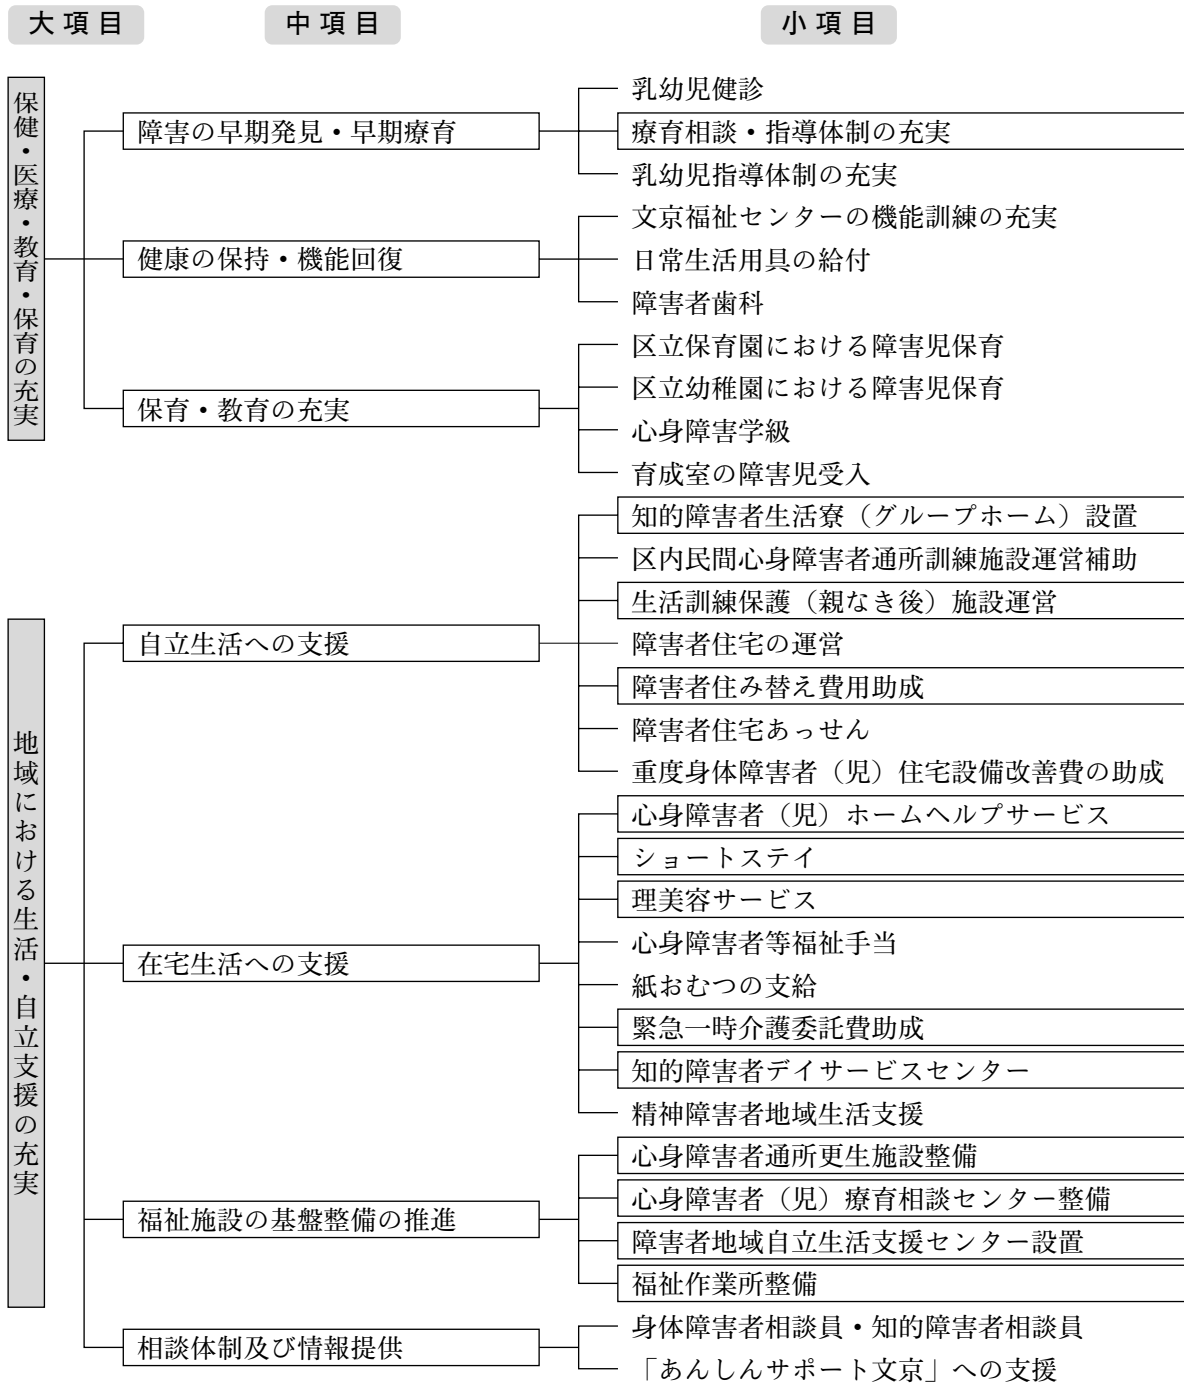 大項目
中項目
小項目
保健・医療・教育・保育の充実
障害の早期発見・早期療育
乳幼児健診
療育相談・指導体制の充実
乳幼児指導体制の充実
健康の保持・機能回復
文京福祉センターの機能訓練の充実
日常生活用具の給付
障害者歯科
保育・教育の充実
区立保育園における障害児保育
区立幼稚園における障害児保育
心身障害学級
育成室の障害児受入
地域における生活・自立支援の充実
自立生活への支援
知的障害者生活寮（グループホーム）設置
区内民間心身障害者通所訓練施設運営補助
生活訓練保護（親なき後）施設運営
障害者住宅の運営
障害者住み替え費用助成
障害者住宅あっせん
重度身体障害者（児）住宅設備改善費の助成
在宅生活への支援
心身障害者（児）ホームヘルプサービス
ショートステイ
理美容サービス
心身障害者等福祉手当
紙おむつの支給
緊急一時介護委託費助成
知的障害者デイサービスセンター
精神障害者地域生活支援
福祉施設の基盤整備の推進
心身障害者通所更生施設整備
心身障害者（児）療育相談センター整備
障害者地域自立生活支援センター設置
福祉作業所整備
相談体制及び情報提供
身体障害者相談員・知的障害者相談員
「あんしんサポート文京」への支援